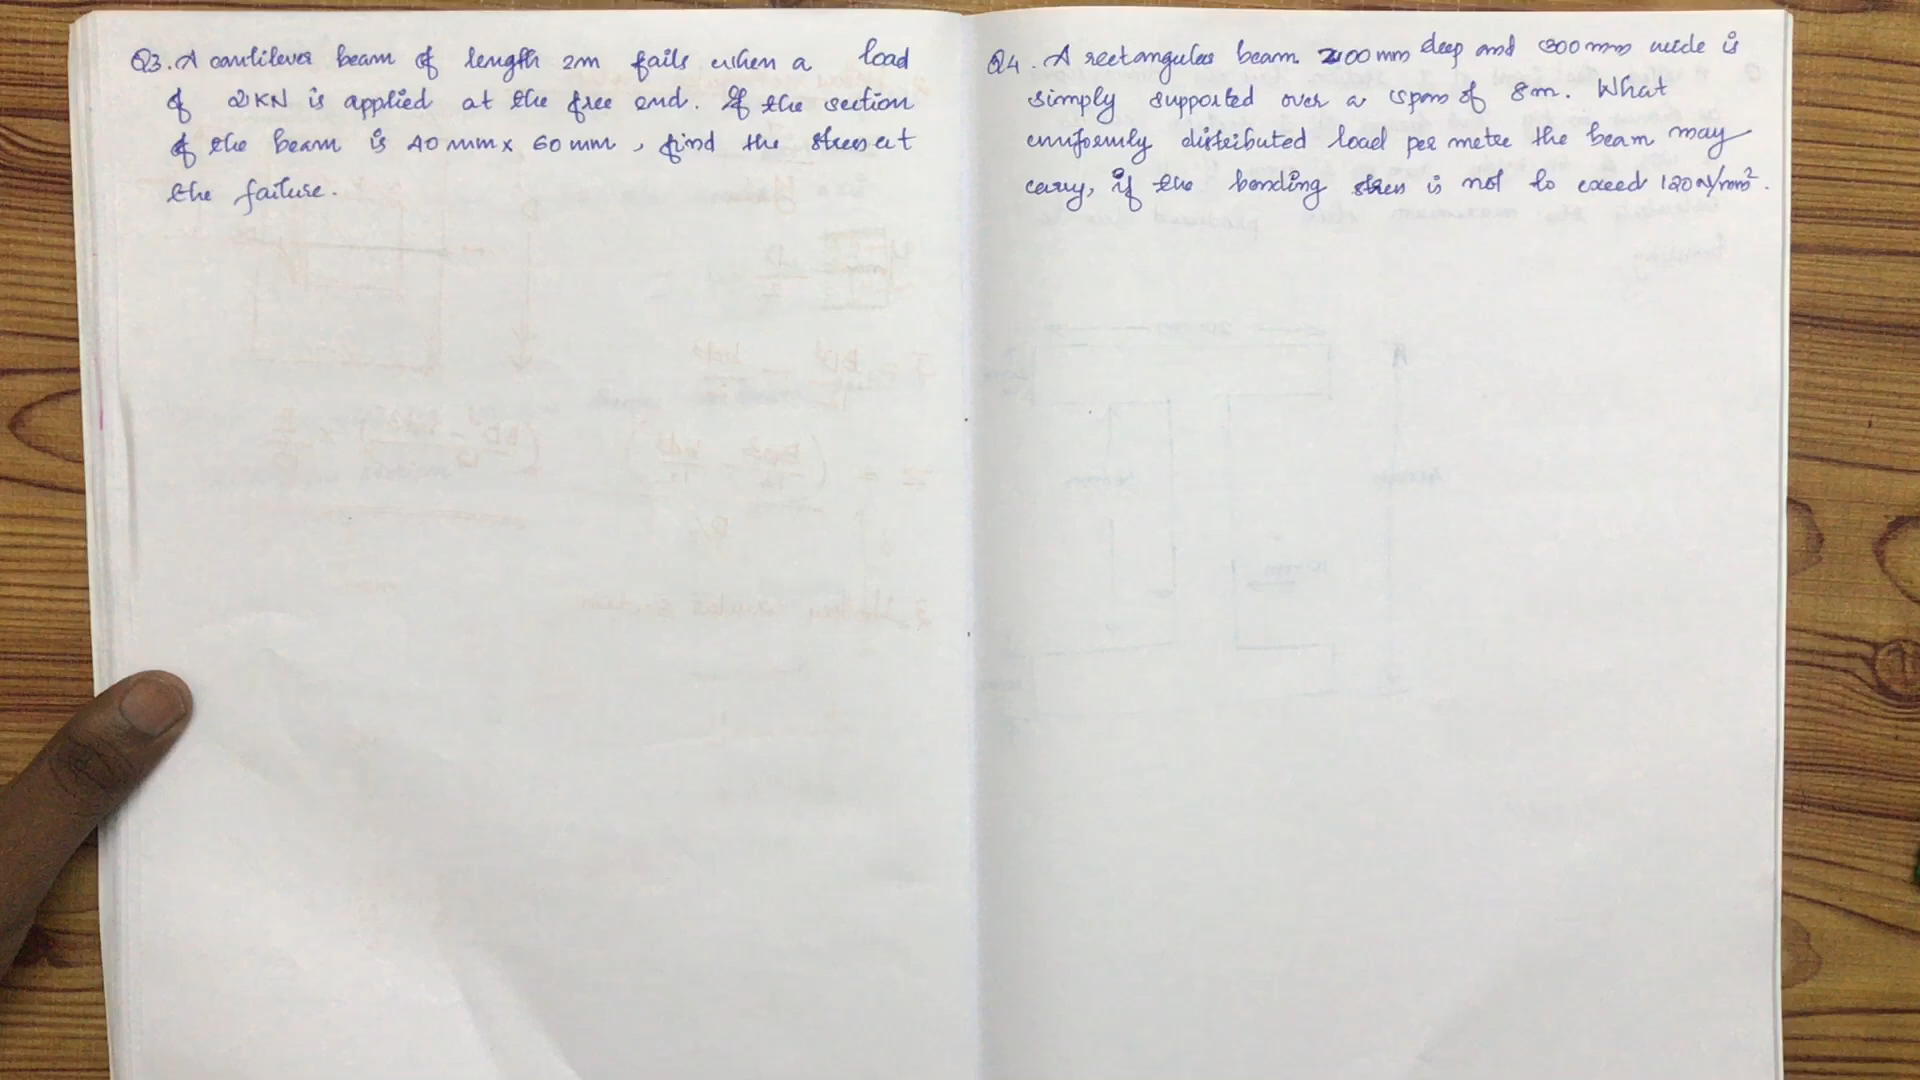 Q3. A cantilever beam of length 2m fails when a load
of 2KN is applied at the free end. If the section
of the beam is 40 mm x 60 mm, find the stress at
the failure.
Q4. A rectangular beam deep and 300 mm wide is
simply supported over a span of 8m. What
uniformly distributed load per metre the beam may
carry, if the bending stress is not to exceed 120 N/mm².